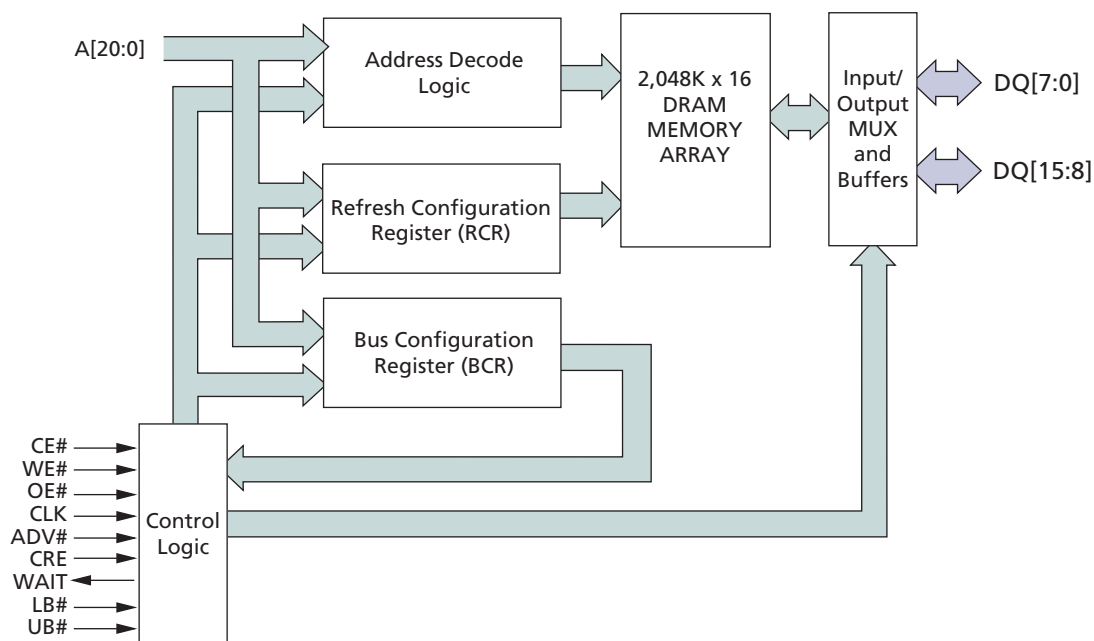 A[20:0]
Address Decode
Logic
2,048K x 16
DRAM
MEMORY
ARRAY
Input/
Output
MUX
and
Buffers
DQ[7:0]
DQ[15:8]
Refresh Configuration
Register (RCR)
Bus Configuration
Register (BCR)
CE#
WE#
OE#
CLK
ADV#
CRE
WAIT
LB#
UB#
Control
Logic